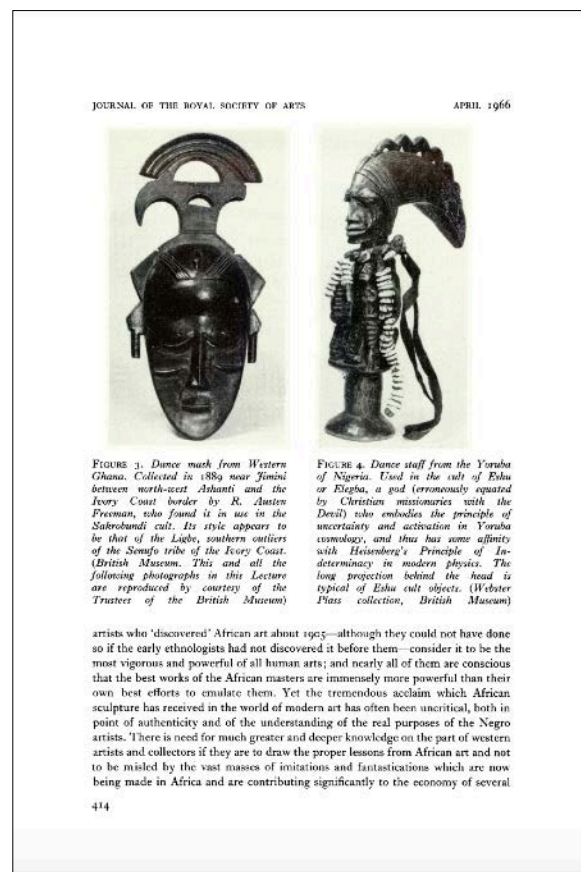 JOURNAL OF THE ROYAL SOCIETY OF ARTS
APRIL 1966
FIGURE 3. Dance mask from Western
Ghana. Collected in 1889 near Jimini
between north-west Ashanti and the
Ivory Coast border by R. Austen
Freeman, who found it in use in the
Sakrobundi cult. Its style appears to
be that of the Ligbe, southern outliers
of the Senufo tribe of the Ivory Coast.
(British Museum. This and all the
following photographs in this Lecture
are reproduced by courtesy of the
Trustees of the British Museum)
FIGURE 4. Dance staff from the Yoruba
of Nigeria. Used in the cult of Eshu
or Elegba, a god (erroneously equated
by Christian missionaries with the
Devil) who embodies the principle of
uncertainty and activation in Yoruba
cosmology, and thus has some affinity
with Heisenberg's Principle of In-
determinacy in modern physics. The
long projection behind the head is
typical of Eshu cult objects. (Webster
Plass collection, British Museum)
artists who 'discovered' African art about 1905—although they could not have done
so if the early ethnologists had not discovered it before them—consider it to be the
most vigorous and powerful of all human arts; and nearly all of them are conscious
that the best works of the African masters are immensely more powerful than their
own best efforts to emulate them. Yet the tremendous acclaim which African
sculpture has received in the world of modern art has often been uncritical, both in
point of authenticity and of the understanding of the real purposes of the Negro
artists. There is need for much greater and deeper knowledge on the part of western
artists and collectors if they are to draw the proper lessons from African art and not
to be misled by the vast masses of imitations and fantastications which are now
being made in Africa and are contributing significantly to the economy of several
414